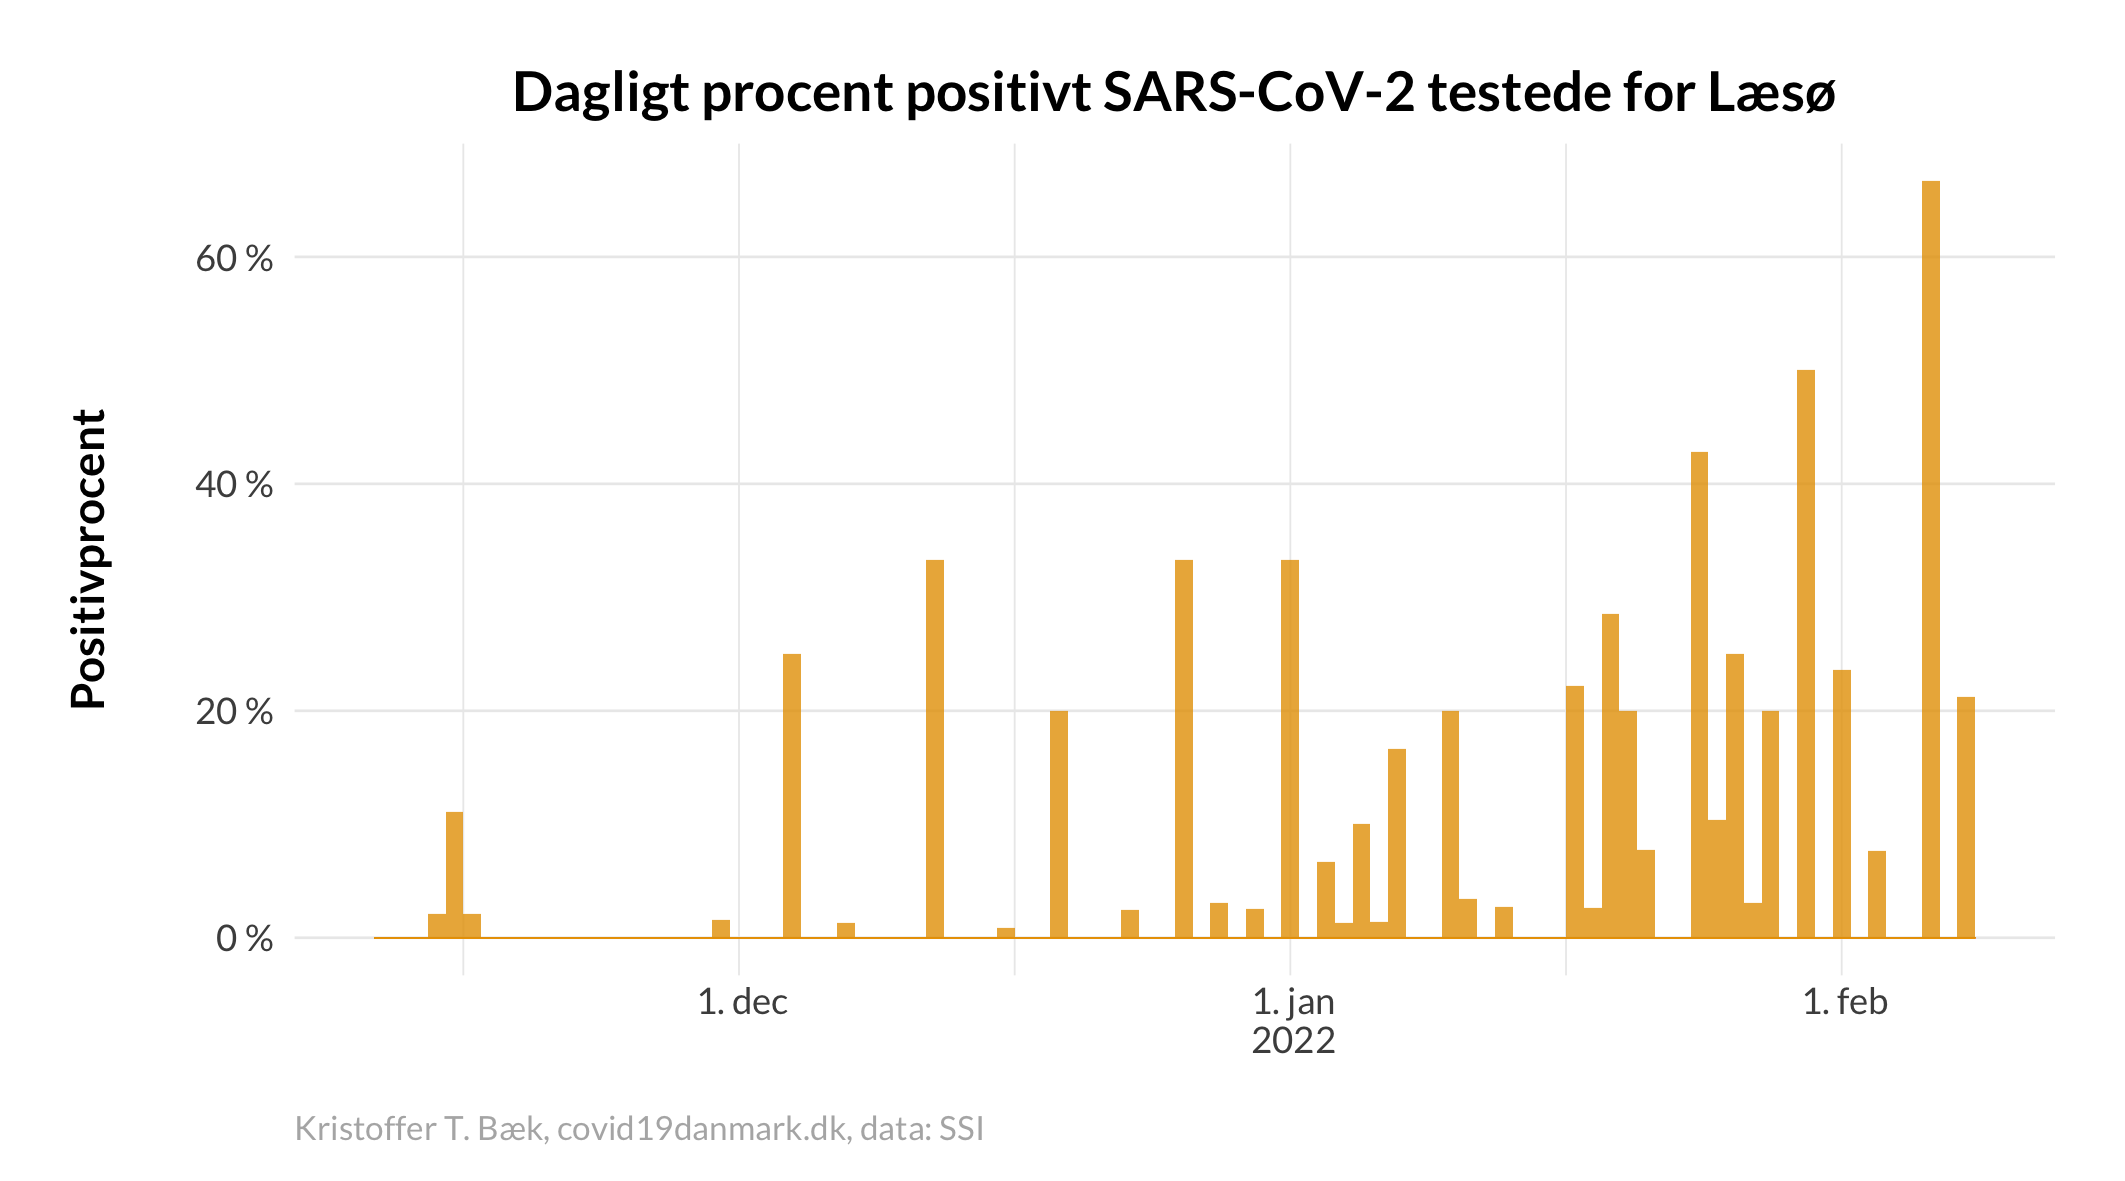 Dagligt procent positivt SARS-CoV-2 testede for Læsø
Positivprocent
60 %
40 %
20 %
0 %
1. dec
1. jan
2022
1. feb
Kristoffer T. Bæk, covid19danmark.dk, data: SSI